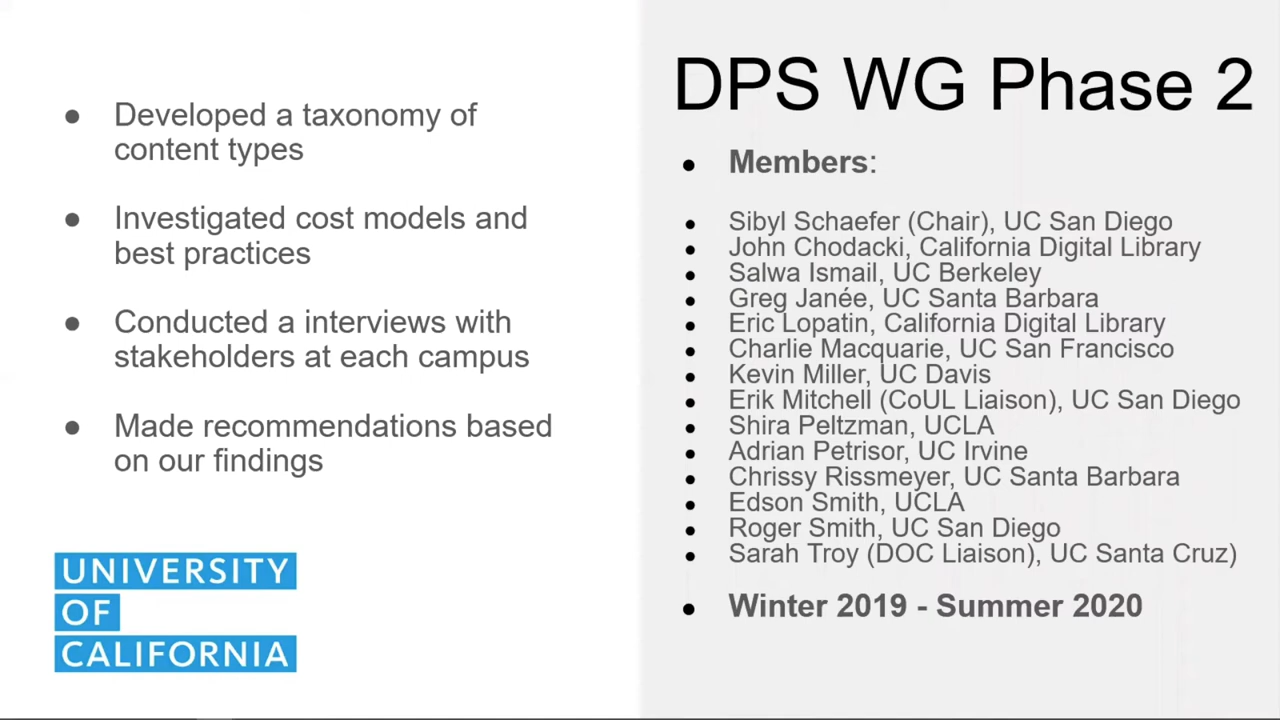 ● Developed a taxonomy of
content types
● Investigated cost models and
best practices
● Conducted a interviews with
stakeholders at each campus
● Made recommendations based
on our findings
UNIVERSITY
OF
CALIFORNIA
DPS WG Phase 2
● Members:
● Sibyl Schaefer (Chair), UC San Diego
● John Chodacki, California Digital Library
● Salwa Ismail, UC Berkeley
● Greg Janée, UC Santa Barbara
● Eric Lopatin, California Digital Library
● Charlie Macquarie, UC San Francisco
● Kevin Miller, UC Davis
● Erik Mitchell (CoUL Liaison), UC San Diego
● Shira Peltzman, UCLA
● Adrian Petrisor, UC Irvine
● Chrissy Rissmeyer, UC Santa Barbara
● Edson Smith, UCLA
● Roger Smith, UC San Diego
● Sarah Troy (DOC Liaison), UC Santa Cruz)
● Winter 2019 - Summer 2020